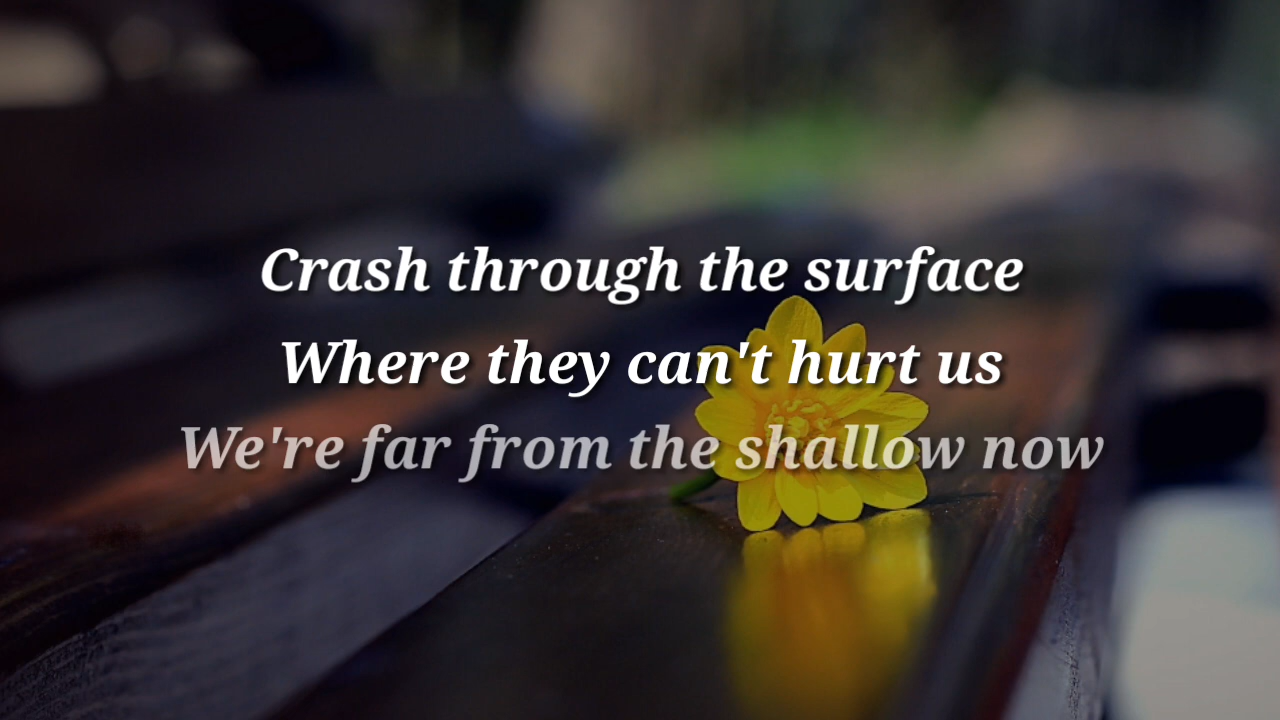 Crash through the surface
Where they can't hurt us
We're far from the shallow now